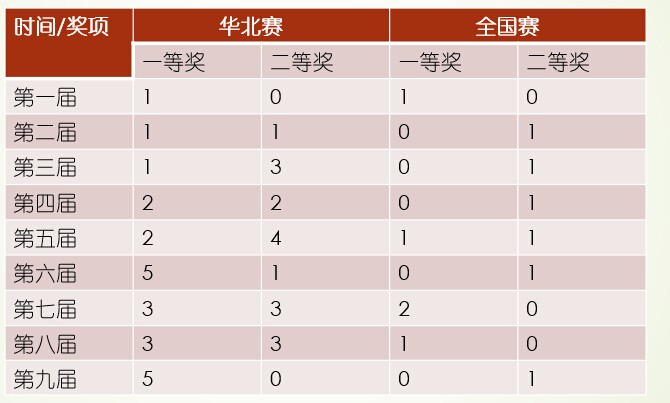 时间/奖项 华北赛 全国赛
一等奖 二等奖 一等奖 二等奖
第一届 1 0 1 0
第二届 1 1 0 1
第三届 1 3 0 1
第四届 2 2 0 1
第五届 2 4 1 1
第六届 5 1 0 1
第七届 3 3 2 0
第八届 3 3 1 0
第九届 5 0 0 1